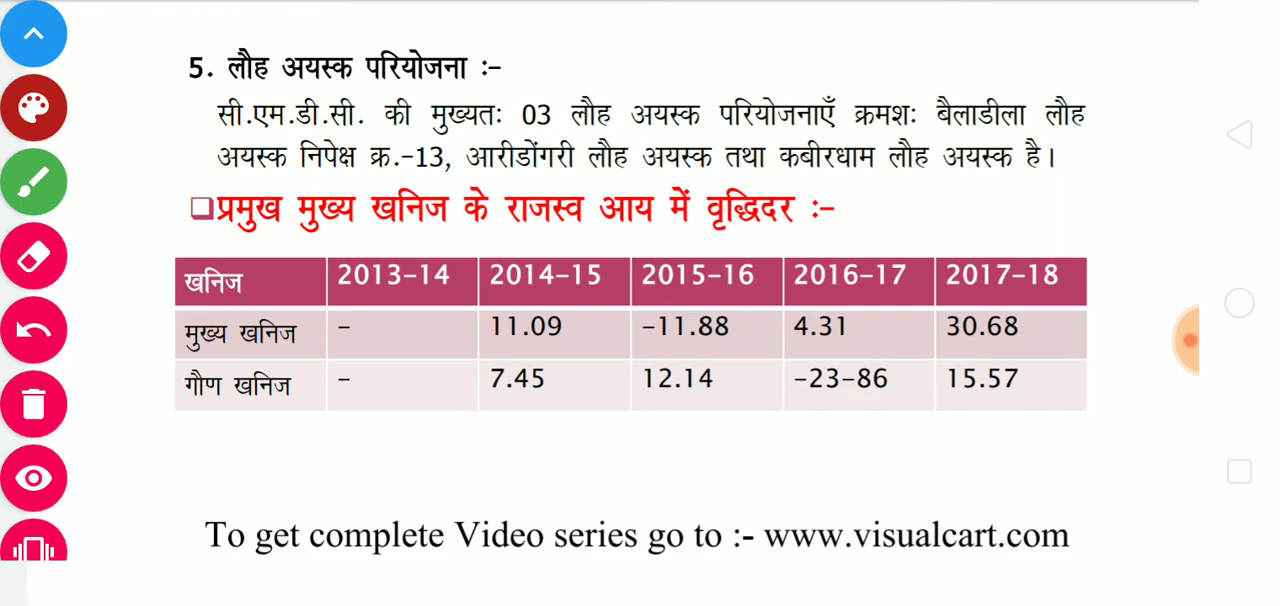 5. लौह अयस्क परियोजना :-
सी.एम.डी.सी. की मुख्यतः 03 लौह अयस्क परियोजनाएँ क्रमशः बैलाडीला लौह
अयस्क निपेक्ष क्र.-13, आरीडोंगरी लौह अयस्क तथा कबीरधाम लौह अयस्क है।
प्रमुख मुख्य खनिज के राजस्व आय में वृद्धिदर :-
खनिज 2013-14 2014-15 2015-16 2016-17 2017-18
मुख्य खनिज - 11.09 -11.88 4.31 30.68
गौण खनिज - 7.45 12.14 -23-86 15.57
To get complete Video series go to :- www.visualcart.com